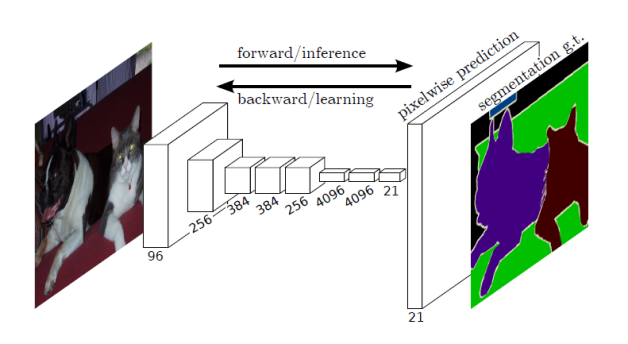 forward/inference
backward/learning
pixelwise prediction
segmentation g.t.
96
256
384
384
256
4096
4096
21
21